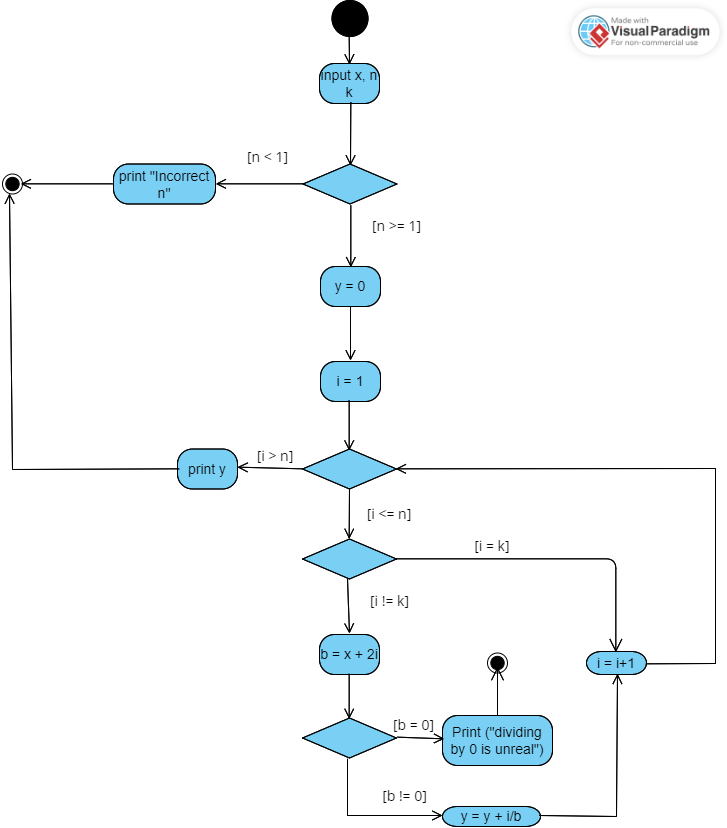 Made with
Visual Paradigm
For non-commercial use
input x, n
k
[n < 1]
print "Incorrect
n"
[n >= 1]
y = 0
i = 1
[i > n]
print y
[i <= n]
[i = k]
[i != k]
b = x + 2i
i = i+1
[b = 0]
Print ("dividing
by 0 is unreal")
[b != 0]
y = y + i/b